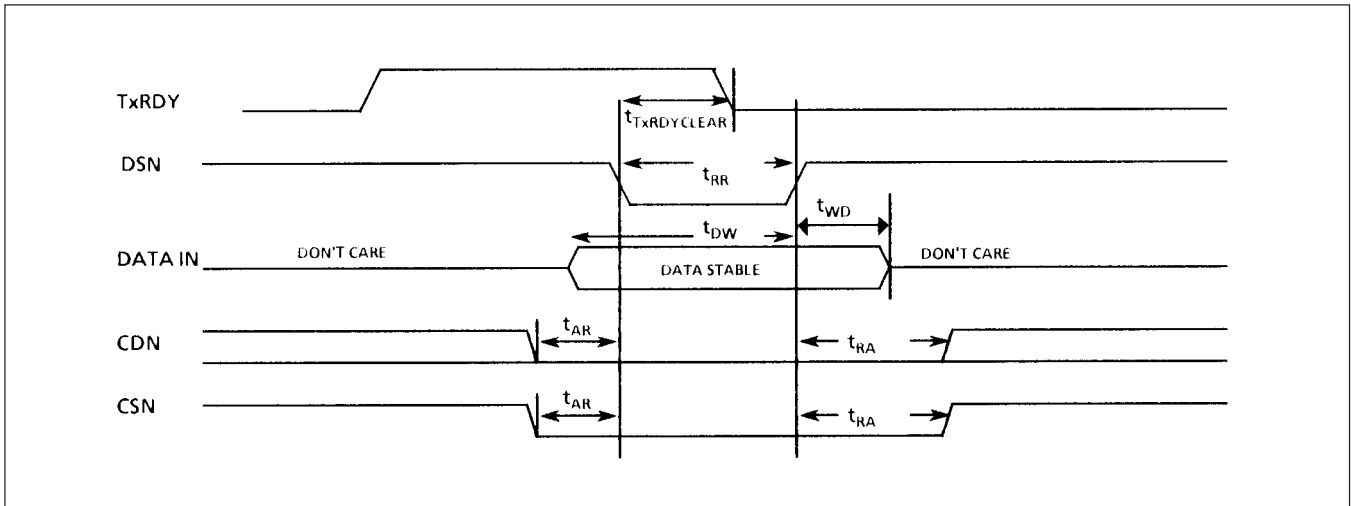 TxRDY
tTxRDYCLEAR
DSN
tRR
tWD
tDW
DATA IN
DON'T CARE
DATA STABLE
DON'T CARE
CDN
tAR
tRA
CSN
tAR
tRA